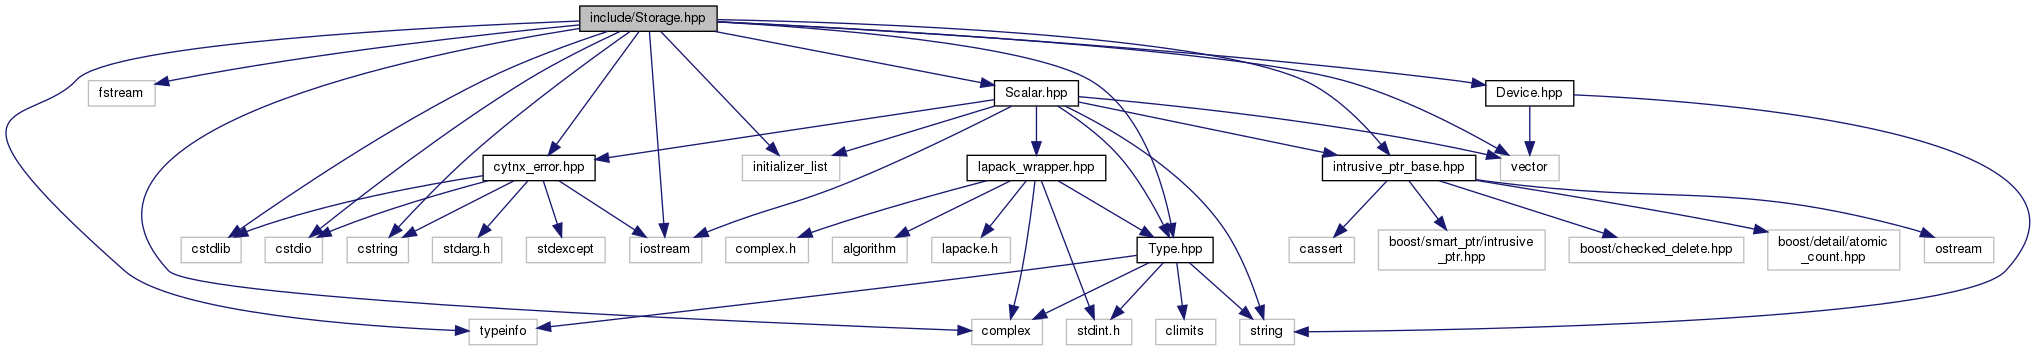 include/Storage.hpp
fstream
Scalar.hpp
Device.hpp
cytnx_error.hpp
initializer_list
lapack_wrapper.hpp
intrusive_ptr_base.hpp
vector
cstdlib
cstdio
cstring
stdarg.h
stdexcept
iostream
complex.h
algorithm
lapacke.h
Type.hpp
cassert
boost/smart_ptr/intrusive
_ptr.hpp
boost/checked_delete.hpp
boost/detail/atomic
_count.hpp
ostream
typeinfo
complex
stdint.h
climits
string